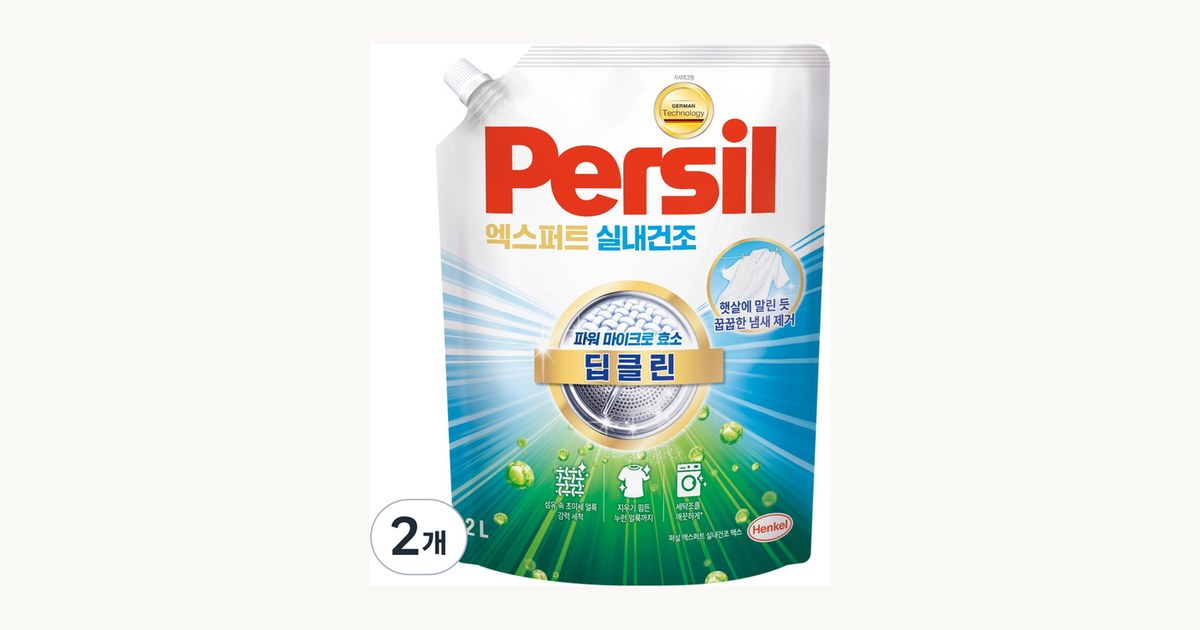 GERMAN
Technology
Persil
엑스퍼트 실내건조
햇살에 말린 듯
꿉꿉한 냄새 제거
파워 마이크로 효소
딥클린
섬유 속 초미세 얼룩
강력 세척
지우기 힘든
누런 얼룩까지
세탁조를
깨끗하게*
퍼실 엑스퍼트 실내건조 맥스
Henkel
2L
2개